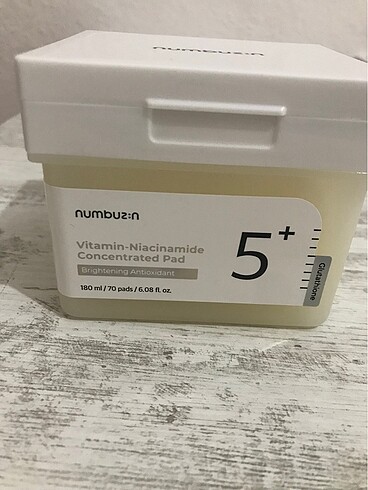 numbuz:n
numbuz:n
Vitamin-Niacinamide
Concentrated Pad
Brightening Antioxidant
180 ml / 70 pads / 6.08 fl. oz.
5+
Glutathione